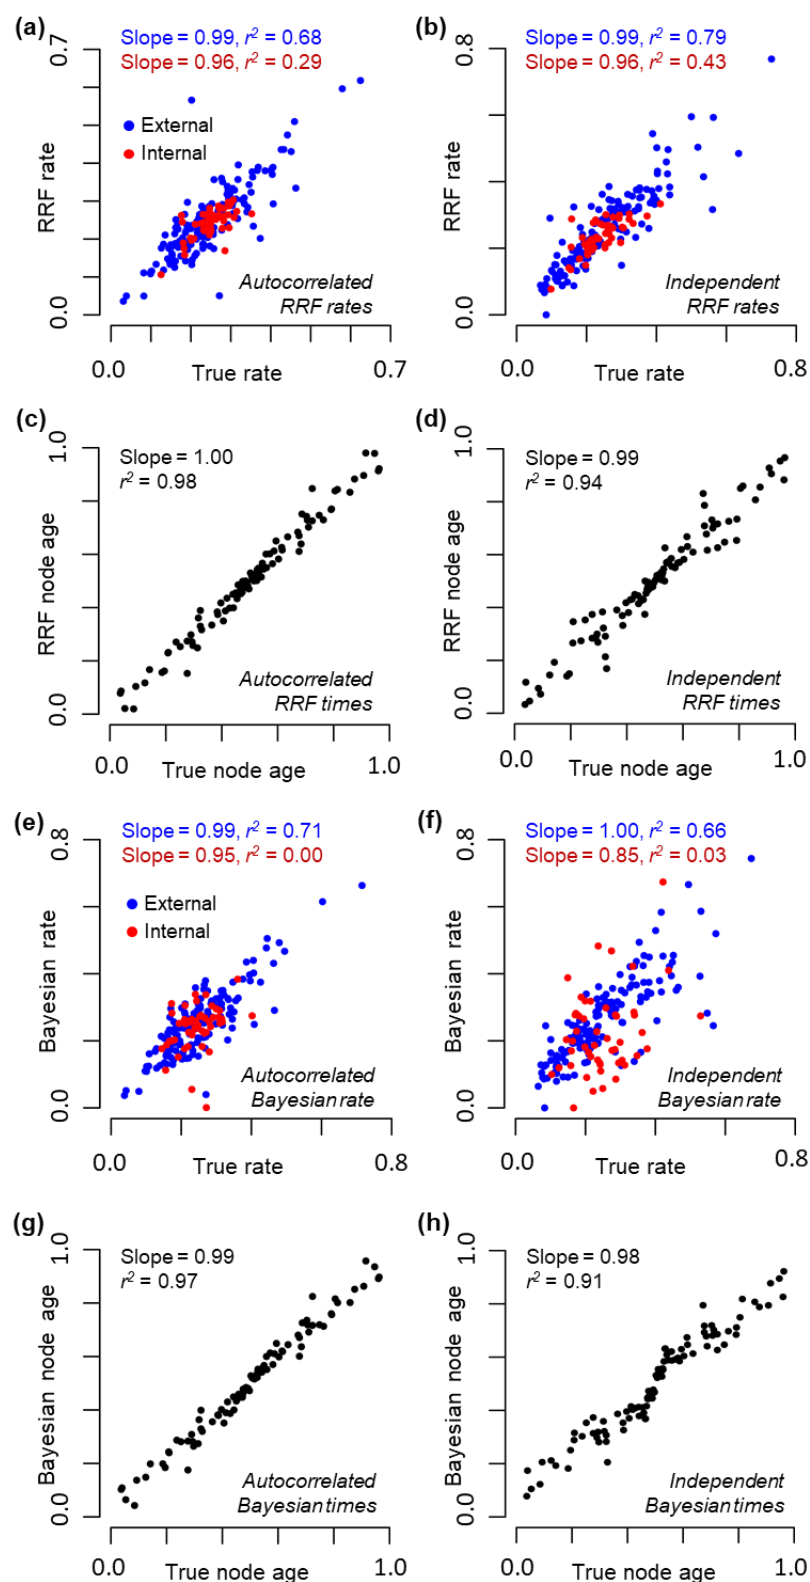 (a)
Slope = 0.99, r² = 0.68
Slope = 0.96, r² = 0.29
0.7
External
Internal
RRF rate
Autocorrelated
RRF rates
0.0
0.0
0.7
True rate
(b)
Slope = 0.99, r² = 0.79
Slope = 0.96, r² = 0.43
0.8
RRF rate
Independent
RRF rates
0.0
0.0
0.8
True rate
(c)
1.0
Slope = 1.00
r² = 0.98
RRF node age
Autocorrelated
RRF times
0.0
0.0
1.0
True node age
(d)
1.0
Slope = 0.99
r² = 0.94
RRF node age
Independent
RRF times
0.0
0.0
1.0
True node age
(e)
Slope = 0.99, r² = 0.71
Slope = 0.95, r² = 0.00
0.8
External
Internal
Bayesian rate
Autocorrelated
Bayesian rate
0.0
0.0
0.8
True rate
(f)
Slope = 1.00, r² = 0.66
Slope = 0.85, r² = 0.03
0.8
Bayesian rate
Independent
Bayesian rate
0.0
0.0
0.8
True rate
(g)
1.0
Slope = 0.99
r² = 0.97
Bayesian node age
Autocorrelated
Bayesian times
0.0
0.0
1.0
True node age
(h)
1.0
Slope = 0.98
r² = 0.91
Bayesian node age
Independent
Bayesian times
0.0
0.0
1.0
True node age